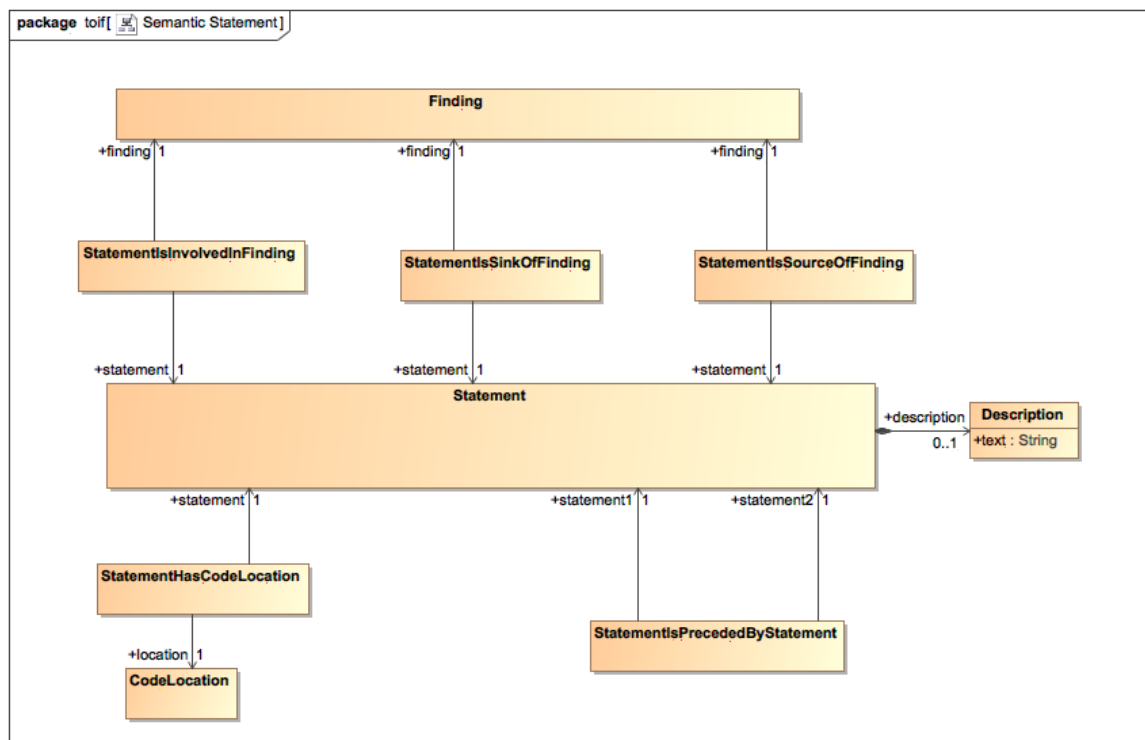 package toif[ Semantic Statement]
Finding
+finding 1 +finding 1 +finding 1
StatementIsInvolvedInFinding
StatementIsSinkOfFinding
StatementIsSourceOfFinding
+statement 1 +statement 1 +statement 1
Statement
+description
0..1
Description
+text : String
+statement 1 +statement1 1 +statement2 1
StatementHasCodeLocation
StatementIsPrecededByStatement
+location 1
CodeLocation